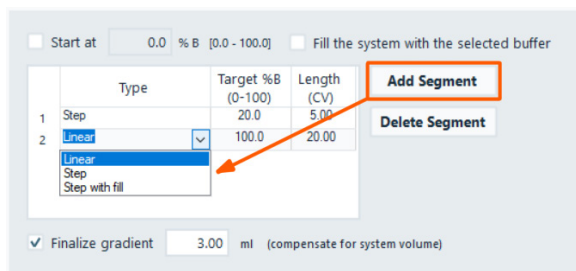 Start at 0.0 % B [0.0 - 100.0] Fill the system with the selected buffer
Type Target %B (0-100) Length (CV) Add Segment
1 Step 20.0 5.00 Delete Segment
2 Linear 100.0 20.00
Linear
Step
Step with fill
Finalize gradient 3.00 ml (compensate for system volume)